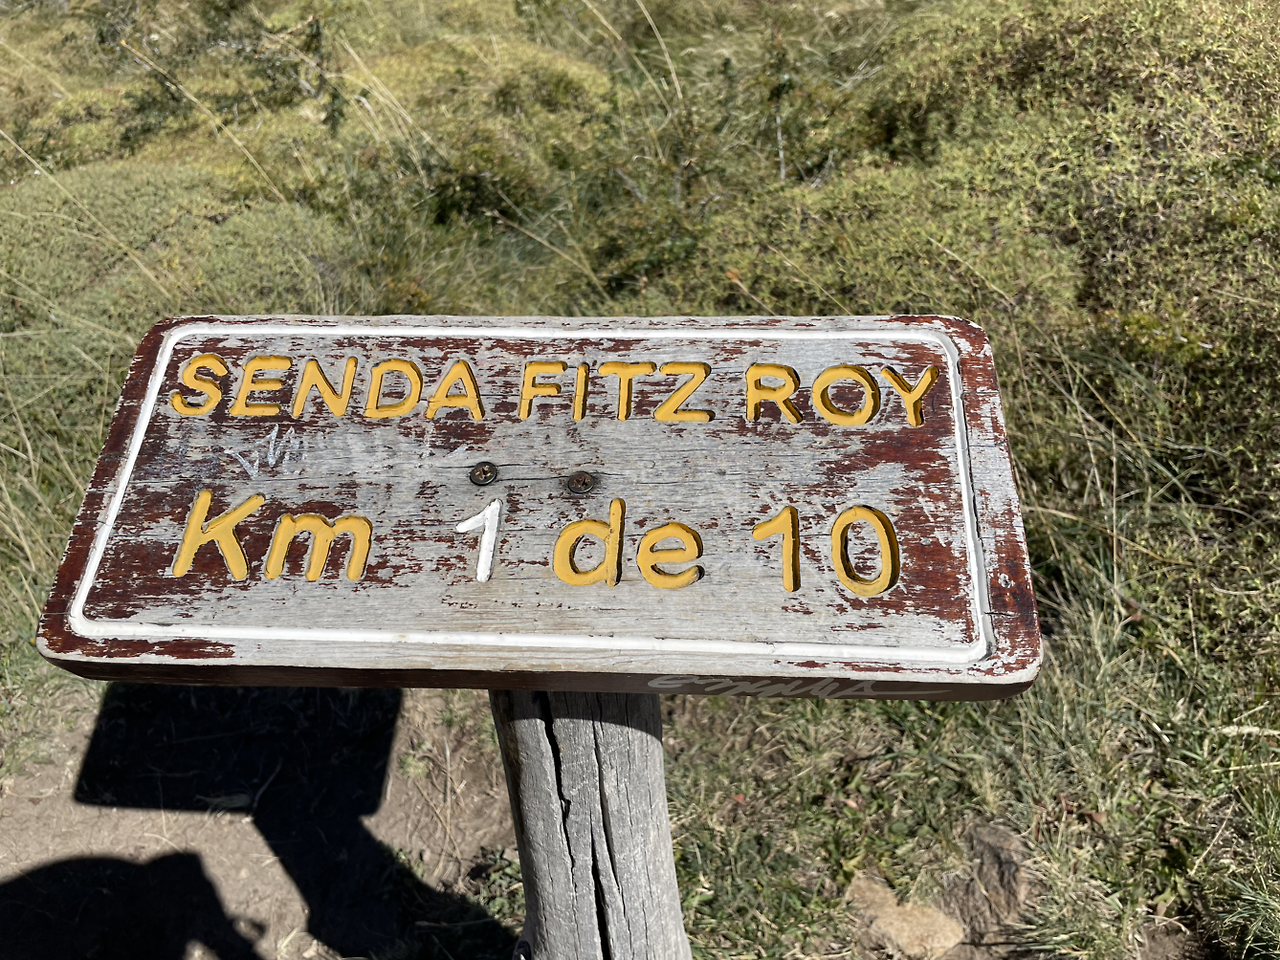 SENDA FITZ ROY
Km 1 de 10